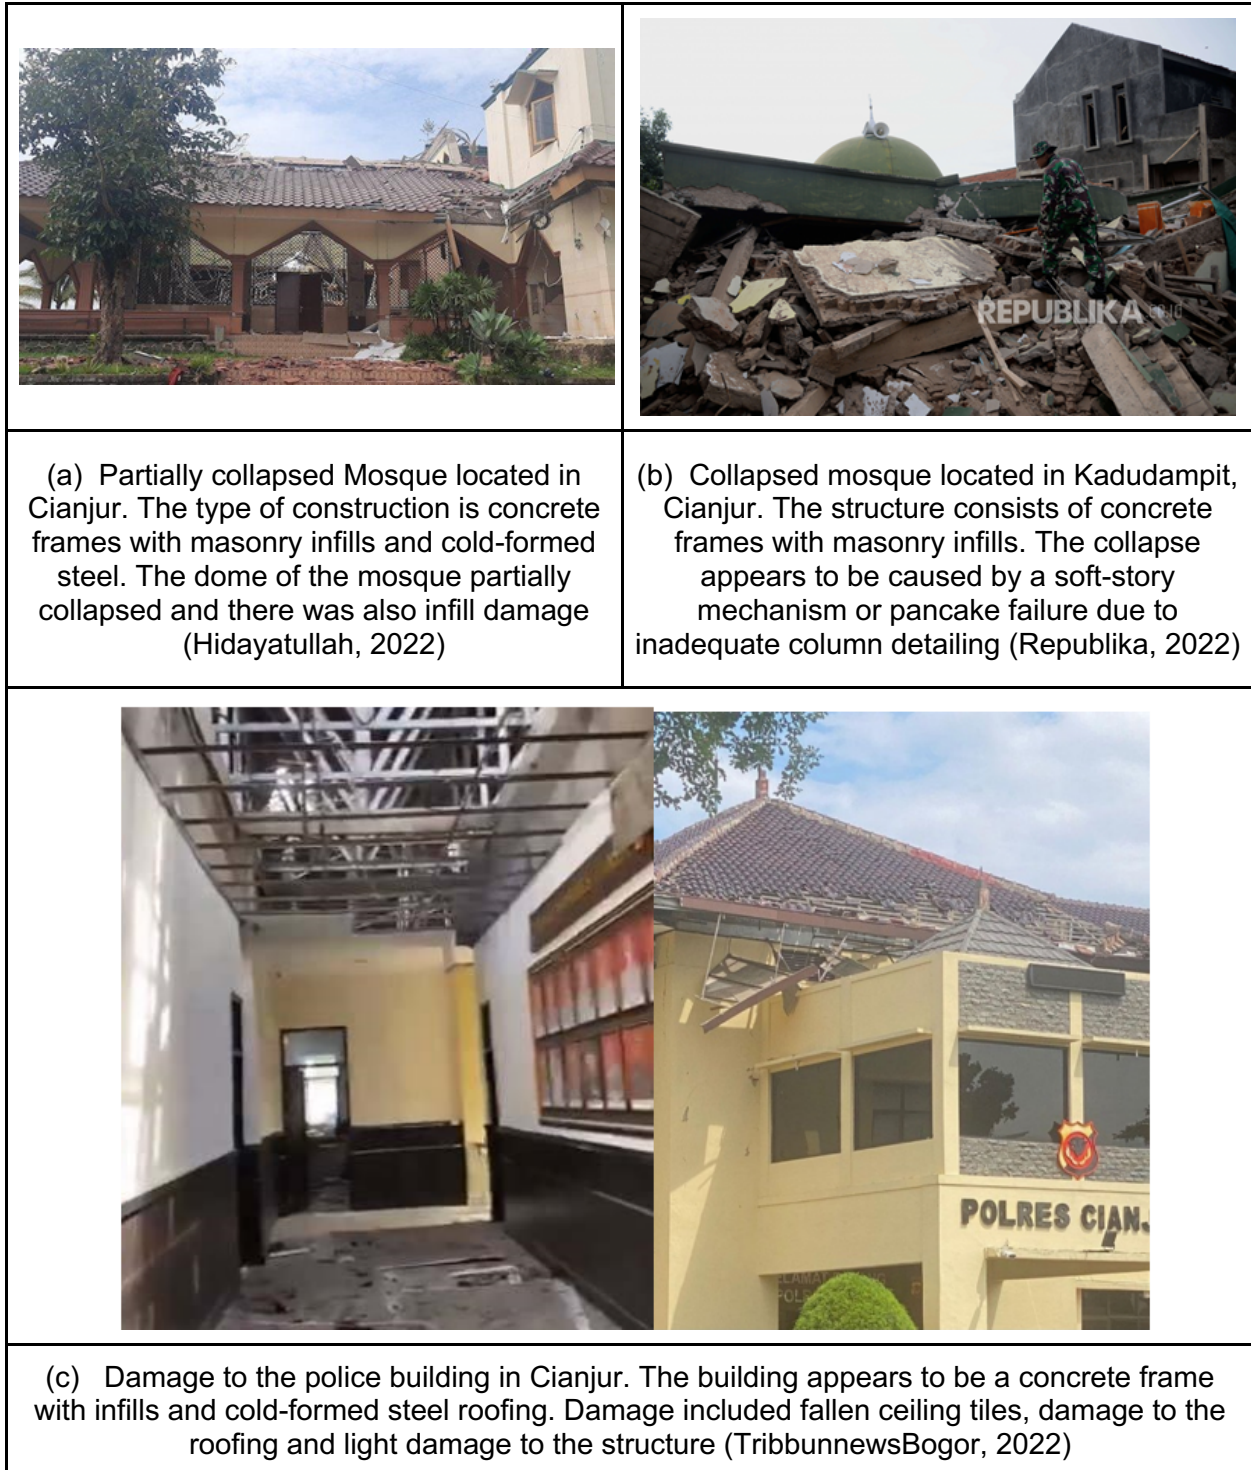 REPUBLIKA.co.id
(a) Partially collapsed Mosque located in
Cianjur. The type of construction is concrete
frames with masonry infills and cold-formed
steel. The dome of the mosque partially
collapsed and there was also infill damage
(Hidayatullah, 2022)
(b) Collapsed mosque located in Kadudampit,
Cianjur. The structure consists of concrete
frames with masonry infills. The collapse
appears to be caused by a soft-story
mechanism or pancake failure due to
inadequate column detailing (Republika, 2022)
POLRES CIANJ
POL
(c) Damage to the police building in Cianjur. The building appears to be a concrete frame
with infills and cold-formed steel roofing. Damage included fallen ceiling tiles, damage to the
roofing and light damage to the structure (TribbunnewsBogor, 2022)